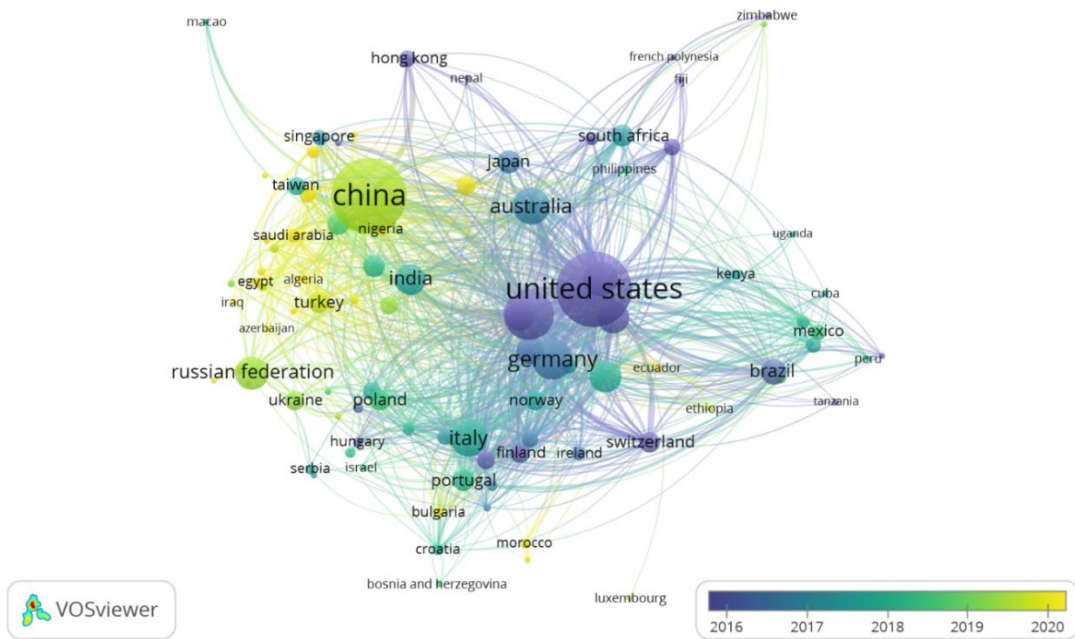 macao
zimbabwe
hong kong
french polynesia
nepal
fiji
singapore
south africa
japan
philippines
taiwan
china
australia
nigeria
saudi arabia
uganda
kenya
egypt
algeria
india
united states
cuba
iraq
turkey
azerbaijan
mexico
germany
peru
russian federation
ecuador
brazil
ukraine
poland
norway
ethiopia
tanzania
hungary
italy
switzerland
finland
ireland
serbia
israel
portugal
bulgaria
croatia
morocco
bosnia and herzegovina
luxembourg
VOSviewer
2016 2017 2018 2019 2020